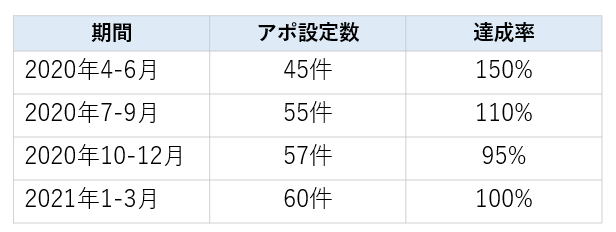 期間 アポ設定数 達成率
2020年4-6月 45件 150%
2020年7-9月 55件 110%
2020年10-12月 57件 95%
2021年1-3月 60件 100%